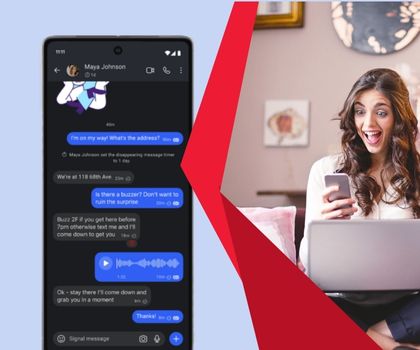 11:11
Maya Johnson
1d
40m
I'm on my way! What's the address?
Maya Johnson set the disappearing message timer
to 1 day
We're at 118 68th Ave.
Is there a buzzer? Don't want to
ruin the surprise
Buzz 2F if you get here before
7pm otherwise text me and I'll
come down to get you
Ok - stay there I'll come down and
grab you in a moment
Thanks!
Signal message